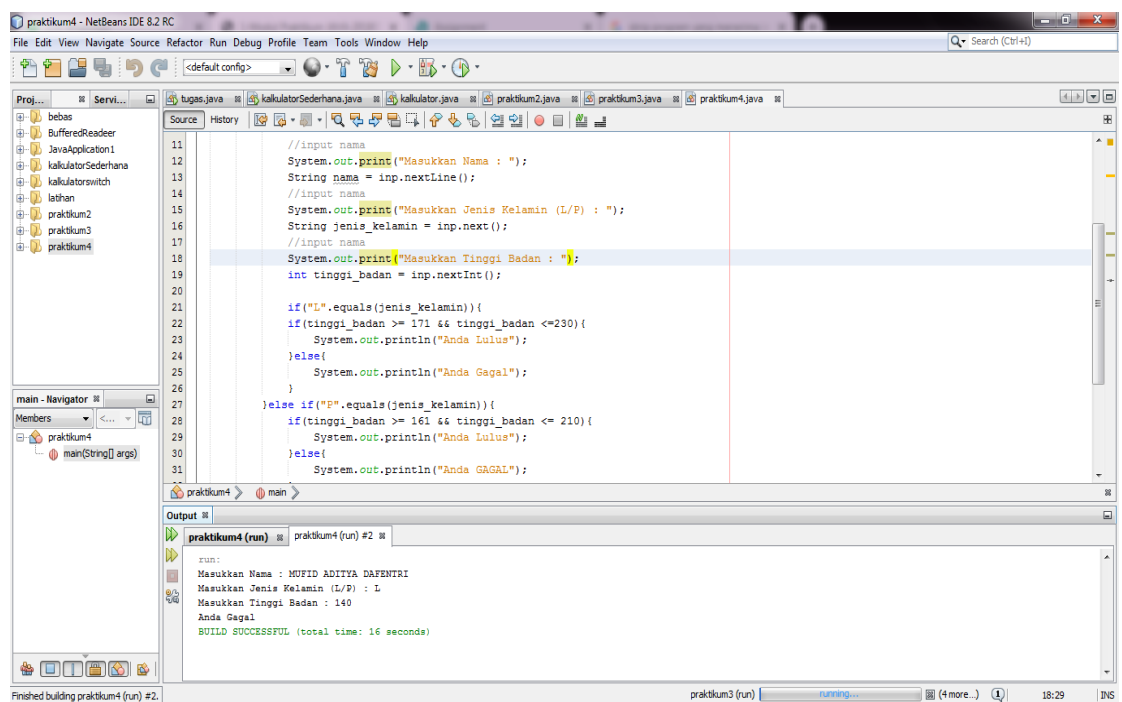 praktikum4 - NetBeans IDE 8.2 RC
File Edit View Navigate Source Refactor Run Debug Profile Team Tools Window Help
Search (Ctrl+I)
<default config>
Proj... Servi...
bebas
BufferedReadeer
JavaApplication1
kalkulatorSederhana
kalkulatorswitch
latihan
praktikum2
praktikum3
praktikum4
main - Navigator
Members <...
praktikum4
main(String[] args)
tugas.java kalkulatorSederhana.java kalkulator.java praktikum2.java praktikum3.java praktikum4.java
Source History
11 //input nama
12 System.out.print("Masukkan Nama : ");
13 String nama = inp.nextLine();
14 //input nama
15 System.out.print("Masukkan Jenis Kelamin (L/P) : ");
16 String jenis_kelamin = inp.next();
17 //input nama
18 System.out.print("Masukkan Tinggi Badan : ");
19 int tinggi_badan = inp.nextInt();
20
21 if("L".equals(jenis_kelamin)){
22 if(tinggi_badan >= 171 && tinggi_badan <=230){
23 System.out.println("Anda Lulus");
24 }else{
25 System.out.println("Anda Gagal");
26 }
27 }else if("P".equals(jenis_kelamin)){
28 if(tinggi_badan >= 161 && tinggi_badan <= 210){
29 System.out.println("Anda Lulus");
30 }else{
31 System.out.println("Anda GAGAL");
praktikum4 main
Output
praktikum4 (run) praktikum4 (run) #2
run:
Masukkan Nama : MUFID ADITYA DAFENTRI
Masukkan Jenis Kelamin (L/P) : L
Masukkan Tinggi Badan : 140
Anda Gagal
BUILD SUCCESSFUL (total time: 16 seconds)
Finished building praktikum4 (run) #2. praktikum3 (run) running... (4 more...) 1 18:29 INS